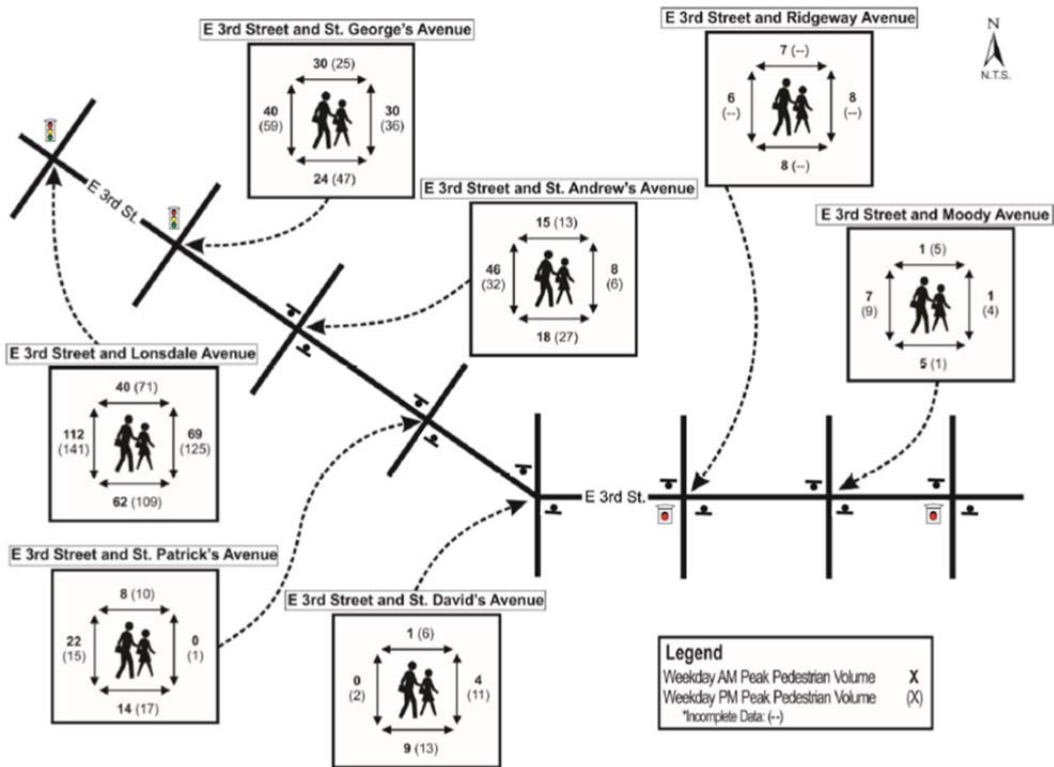 E 3rd Street and St. George's Avenue
30 (25)
40
(59)
30
(36)
24 (47)
E 3rd Street and Ridgeway Avenue
7 (--)
6
(--)
8
(--)
8 (--)
N
N.T.S.
E 3rd St.
E 3rd Street and St. Andrew's Avenue
15 (13)
46
(32)
8
(6)
18 (27)
E 3rd Street and Moody Avenue
1 (5)
7
(9)
1
(4)
5 (1)
E 3rd Street and Lonsdale Avenue
40 (71)
112
(141)
69
(125)
62 (109)
E 3rd St.
E 3rd Street and St. Patrick's Avenue
8 (10)
22
(15)
0
(1)
14 (17)
E 3rd Street and St. David's Avenue
1 (6)
0
(2)
4
(11)
9 (13)
Legend
Weekday AM Peak Pedestrian Volume X
Weekday PM Peak Pedestrian Volume (X)
*Incomplete Data: (--)